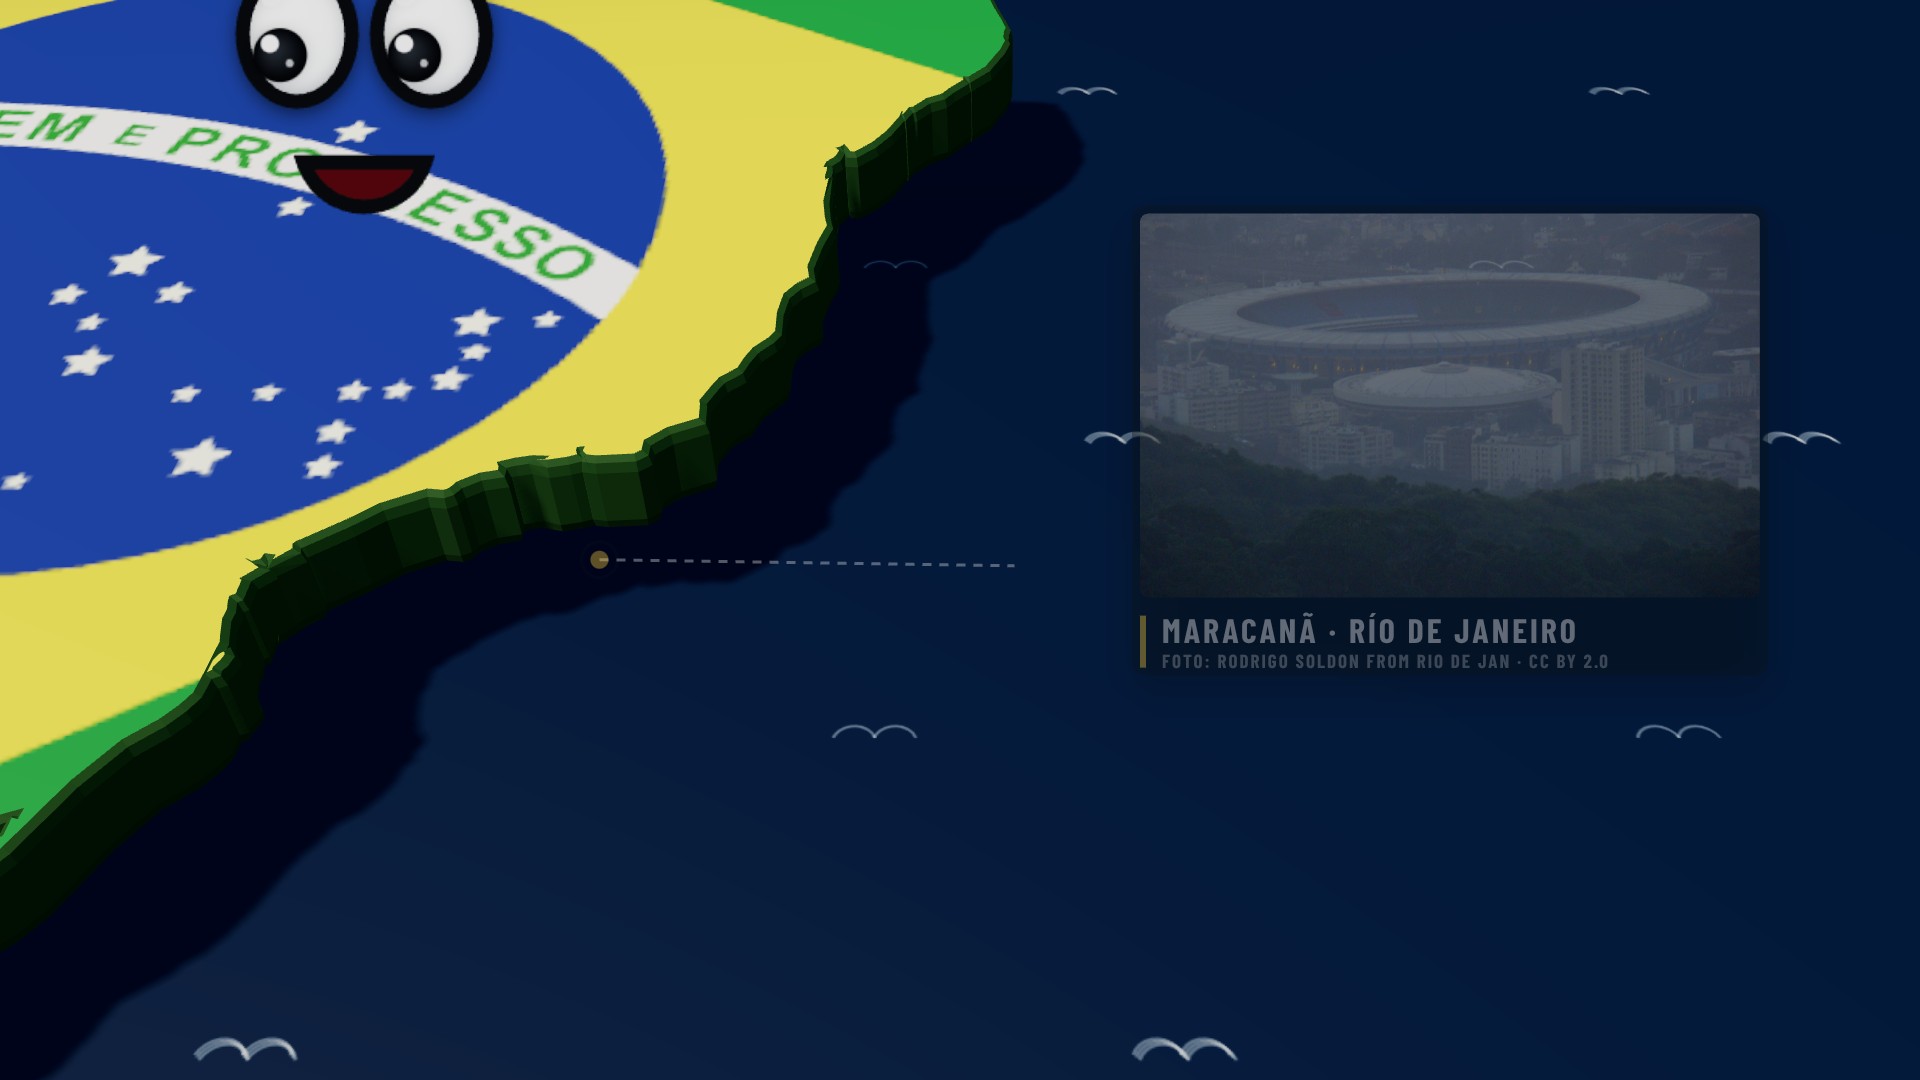 EM E PRO ESSO
MARACANÃ · RÍO DE JANEIRO
FOTO: RODRIGO SOLDON FROM RIO DE JAN · CC BY 2.0